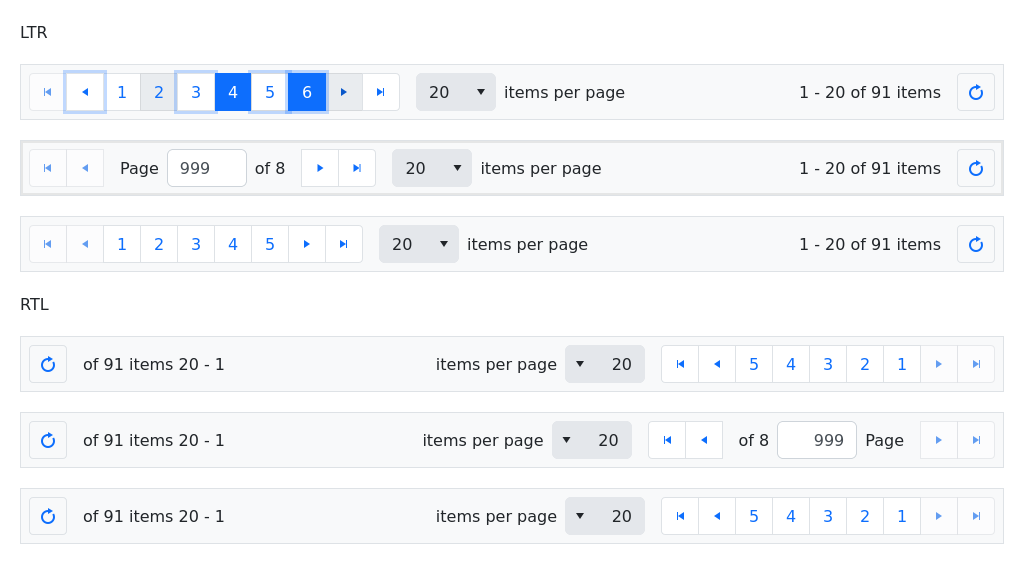 LTR
1 2 3 4 5 6 20 items per page 1 - 20 of 91 items
Page 999 of 8 20 items per page 1 - 20 of 91 items
1 2 3 4 5 20 items per page 1 - 20 of 91 items
RTL
of 91 items 20 - 1 items per page 20 5 4 3 2 1
of 91 items 20 - 1 items per page 20 of 8 999 Page
of 91 items 20 - 1 items per page 20 5 4 3 2 1